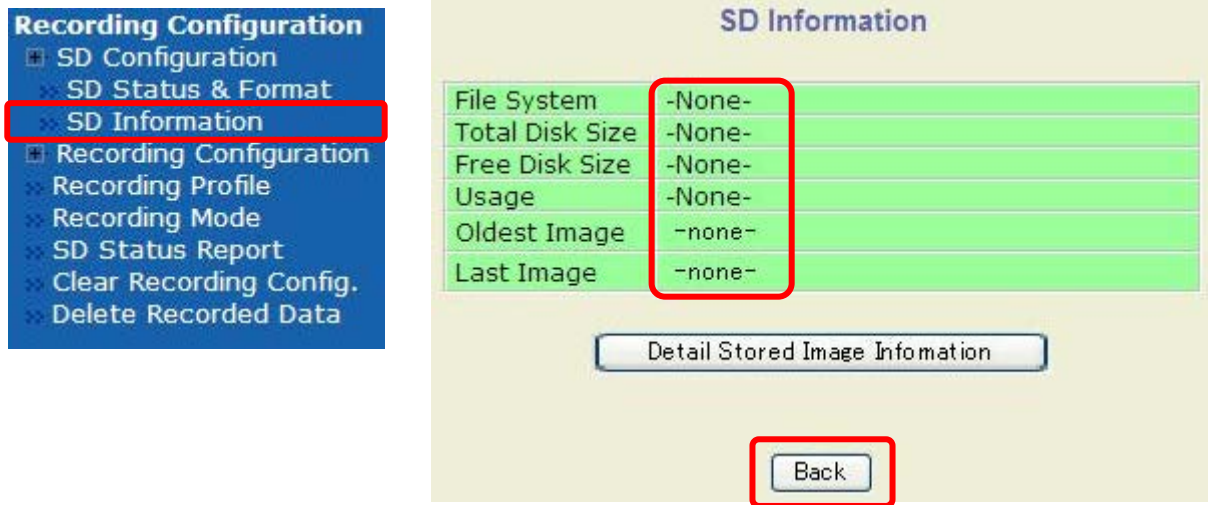 Recording Configuration
SD Configuration
SD Status & Format
SD Information
Recording Configuration
Recording Profile
Recording Mode
SD Status Report
Clear Recording Config.
Delete Recorded Data
SD Information
File System -None-
Total Disk Size -None-
Free Disk Size -None-
Usage -None-
Oldest Image -none-
Last Image -none-
Detail Stored Image Infomation
Back